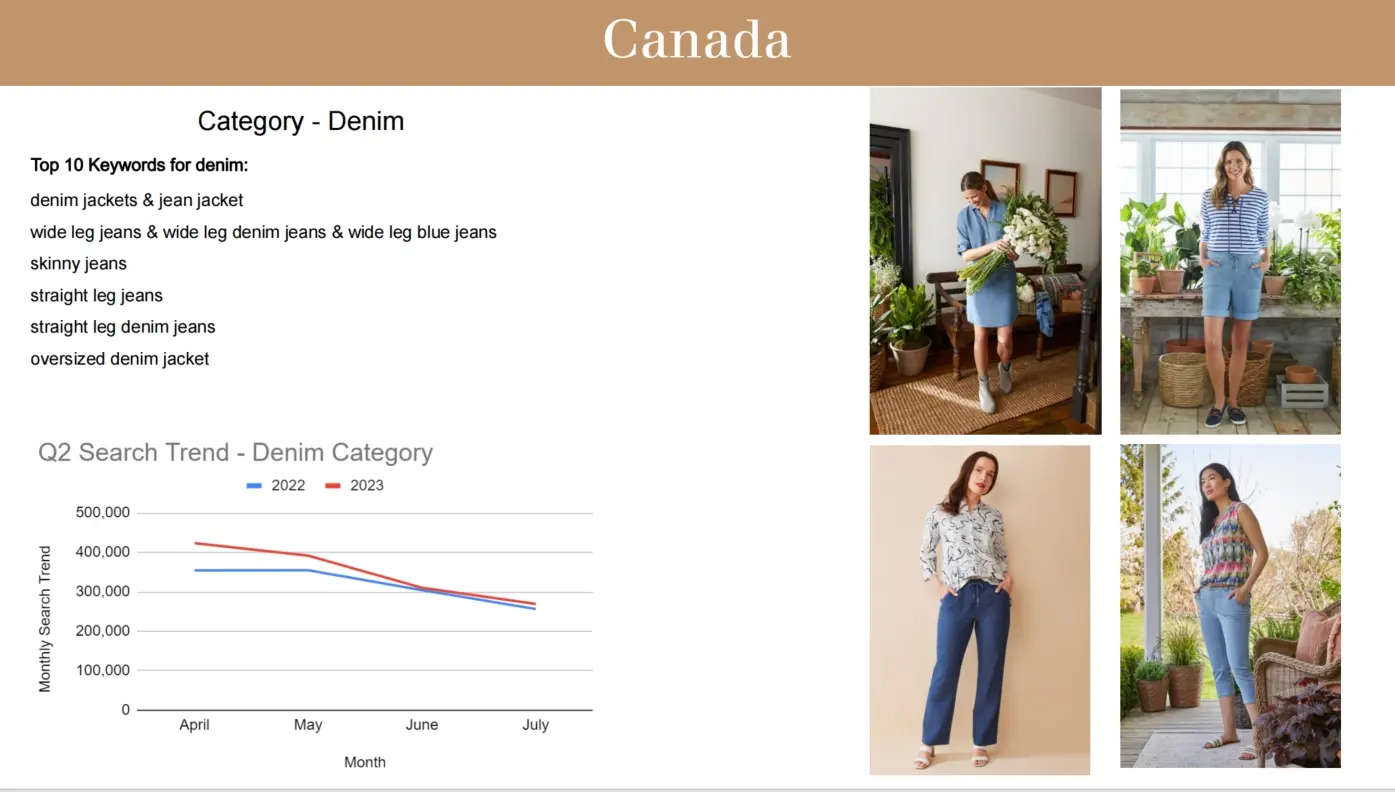 Canada
Category - Denim
Top 10 Keywords for denim:
denim jackets & jean jacket
wide leg jeans & wide leg denim jeans & wide leg blue jeans
skinny jeans
straight leg jeans
straight leg denim jeans
oversized denim jacket
Q2 Search Trend - Denim Category
2022 2023
Monthly Search Trend
500,000
400,000
300,000
200,000
100,000
0
April May June July
Month